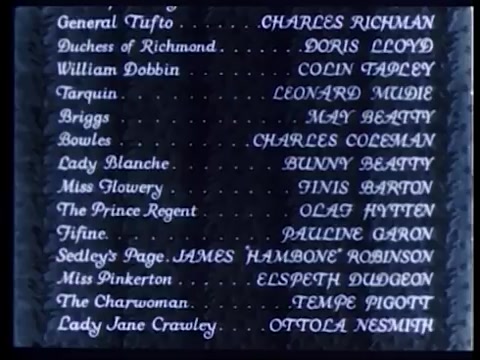 General Tufto . . . . . . . CHARLES RICHMAN
Duchess of Richmond . . . . . . DORIS LLOYD
William Dobbin . . . . . . . COLIN TAPLEY
Tarquin . . . . . . . . . LEONARD MUDIE
Briggs . . . . . . . . . . . MAY BEATTY
Bowles . . . . . . . . CHARLES COLEMAN
Lady Blanche . . . . . . . BUNNY BEATTY
Miss Flowery . . . . . . . FINIS BARTON
The Prince Regent . . . . . . OLAF HYTTEN
Fifine . . . . . . . . . PAULINE GARON
Sedley's Page . JAMES "HAMBONE" ROBINSON
Miss Pinkerton . . . . . ELSPETH DUDGEON
The Charwoman . . . . . . TEMPE PIGOTT
Lady Jane Crawley . . . . OTTOLA NESMITH